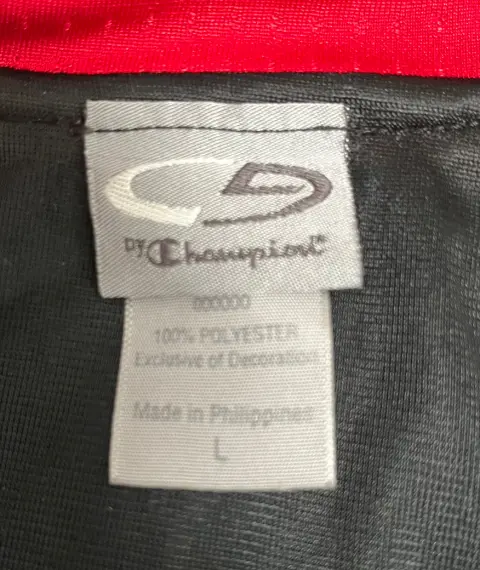 by Champion
000000
100% POLYESTER
Exclusive of Decoration
Made in Philippines
L